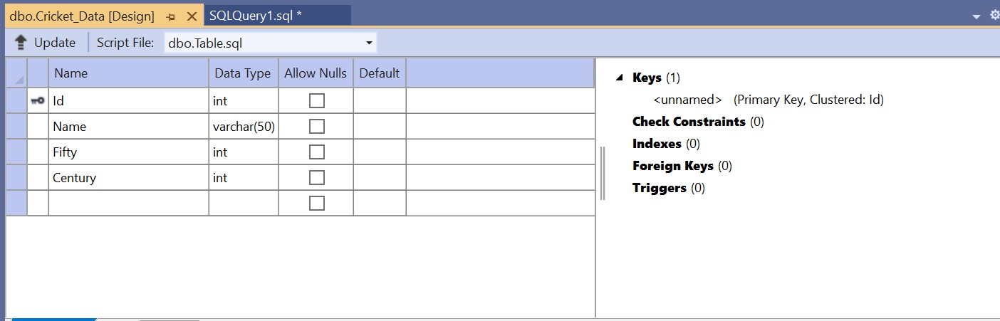 dbo.Cricket_Data [Design] SQLQuery1.sql *
Update Script File: dbo.Table.sql
Name Data Type Allow Nulls Default
Id int
Name varchar(50)
Fifty int
Century int
Keys (1)
<unnamed> (Primary Key, Clustered: Id)
Check Constraints (0)
Indexes (0)
Foreign Keys (0)
Triggers (0)